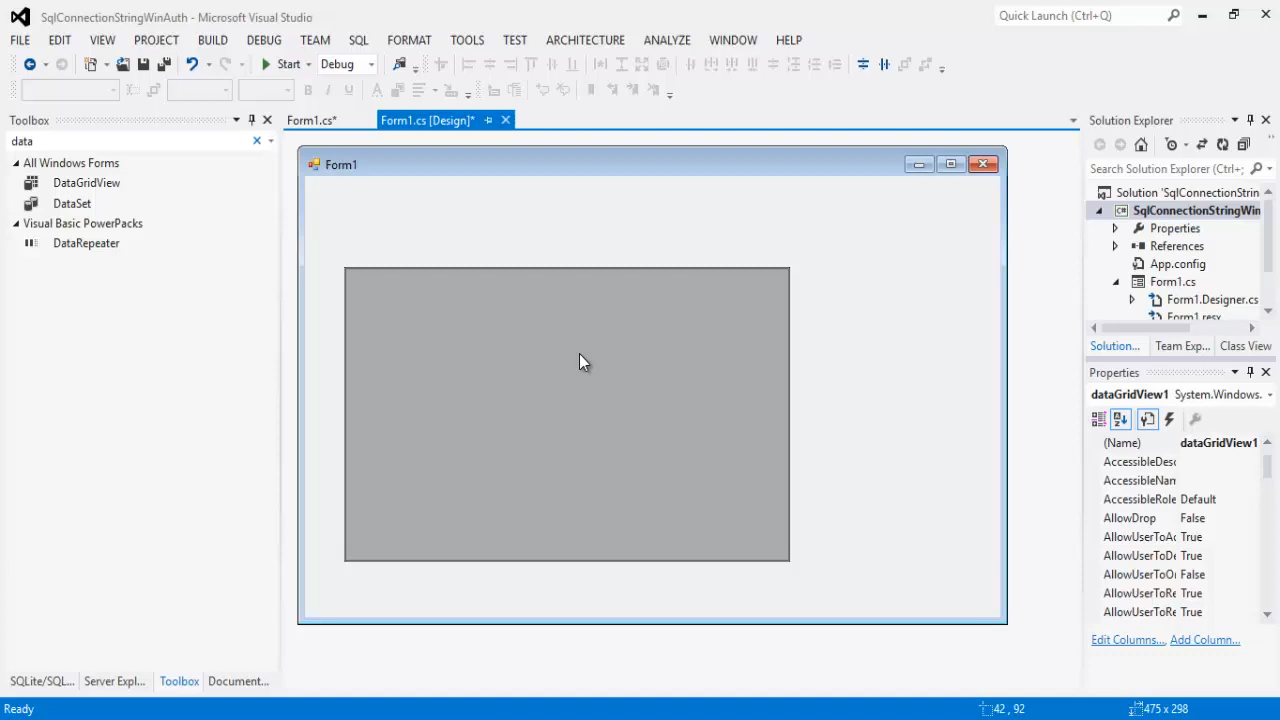 SqlConnectionStringWinAuth - Microsoft Visual Studio
Quick Launch (Ctrl+Q)
FILE EDIT VIEW PROJECT BUILD DEBUG TEAM SQL FORMAT TOOLS TEST ARCHITECTURE ANALYZE WINDOW HELP
Start Debug
Toolbox
data
All Windows Forms
DataGridView
DataSet
Visual Basic PowerPacks
DataRepeater
SQLite/SQL... Server Expl... Toolbox Document...
Form1.cs* Form1.cs [Design]*
Form1
Solution Explorer
Search Solution Explorer (Ctrl+;
Solution 'SqlConnectionStrin
SqlConnectionStringWin
Properties
References
App.config
Form1.cs
Form1.Designer.cs
Form1.resx
Solution... Team Exp... Class View
Properties
dataGridView1 System.Windows.
(Name) dataGridView1
AccessibleDesc
AccessibleNam
AccessibleRole Default
AllowDrop False
AllowUserToAc True
AllowUserToDe True
AllowUserToOr False
AllowUserToRe True
AllowUserToRe True
Edit Columns..., Add Column...
Ready 42 , 92 475 x 298